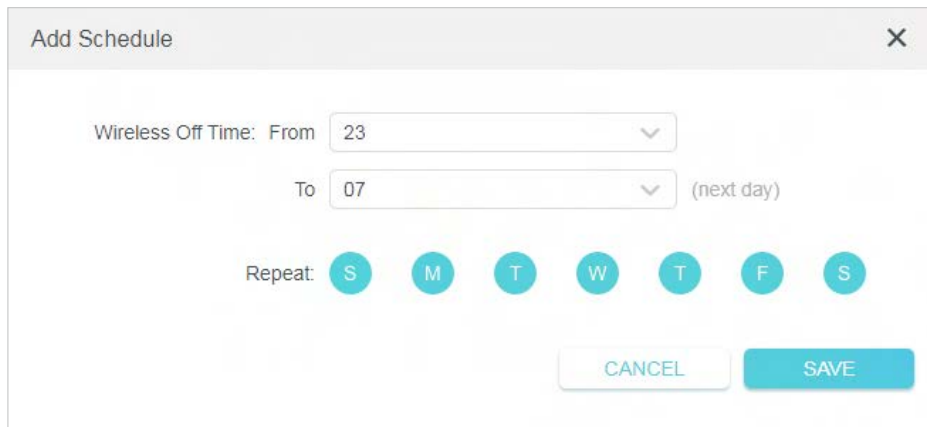 Add Schedule
Wireless Off Time: From 23
To 07 (next day)
Repeat: S M T W T F S
CANCEL SAVE